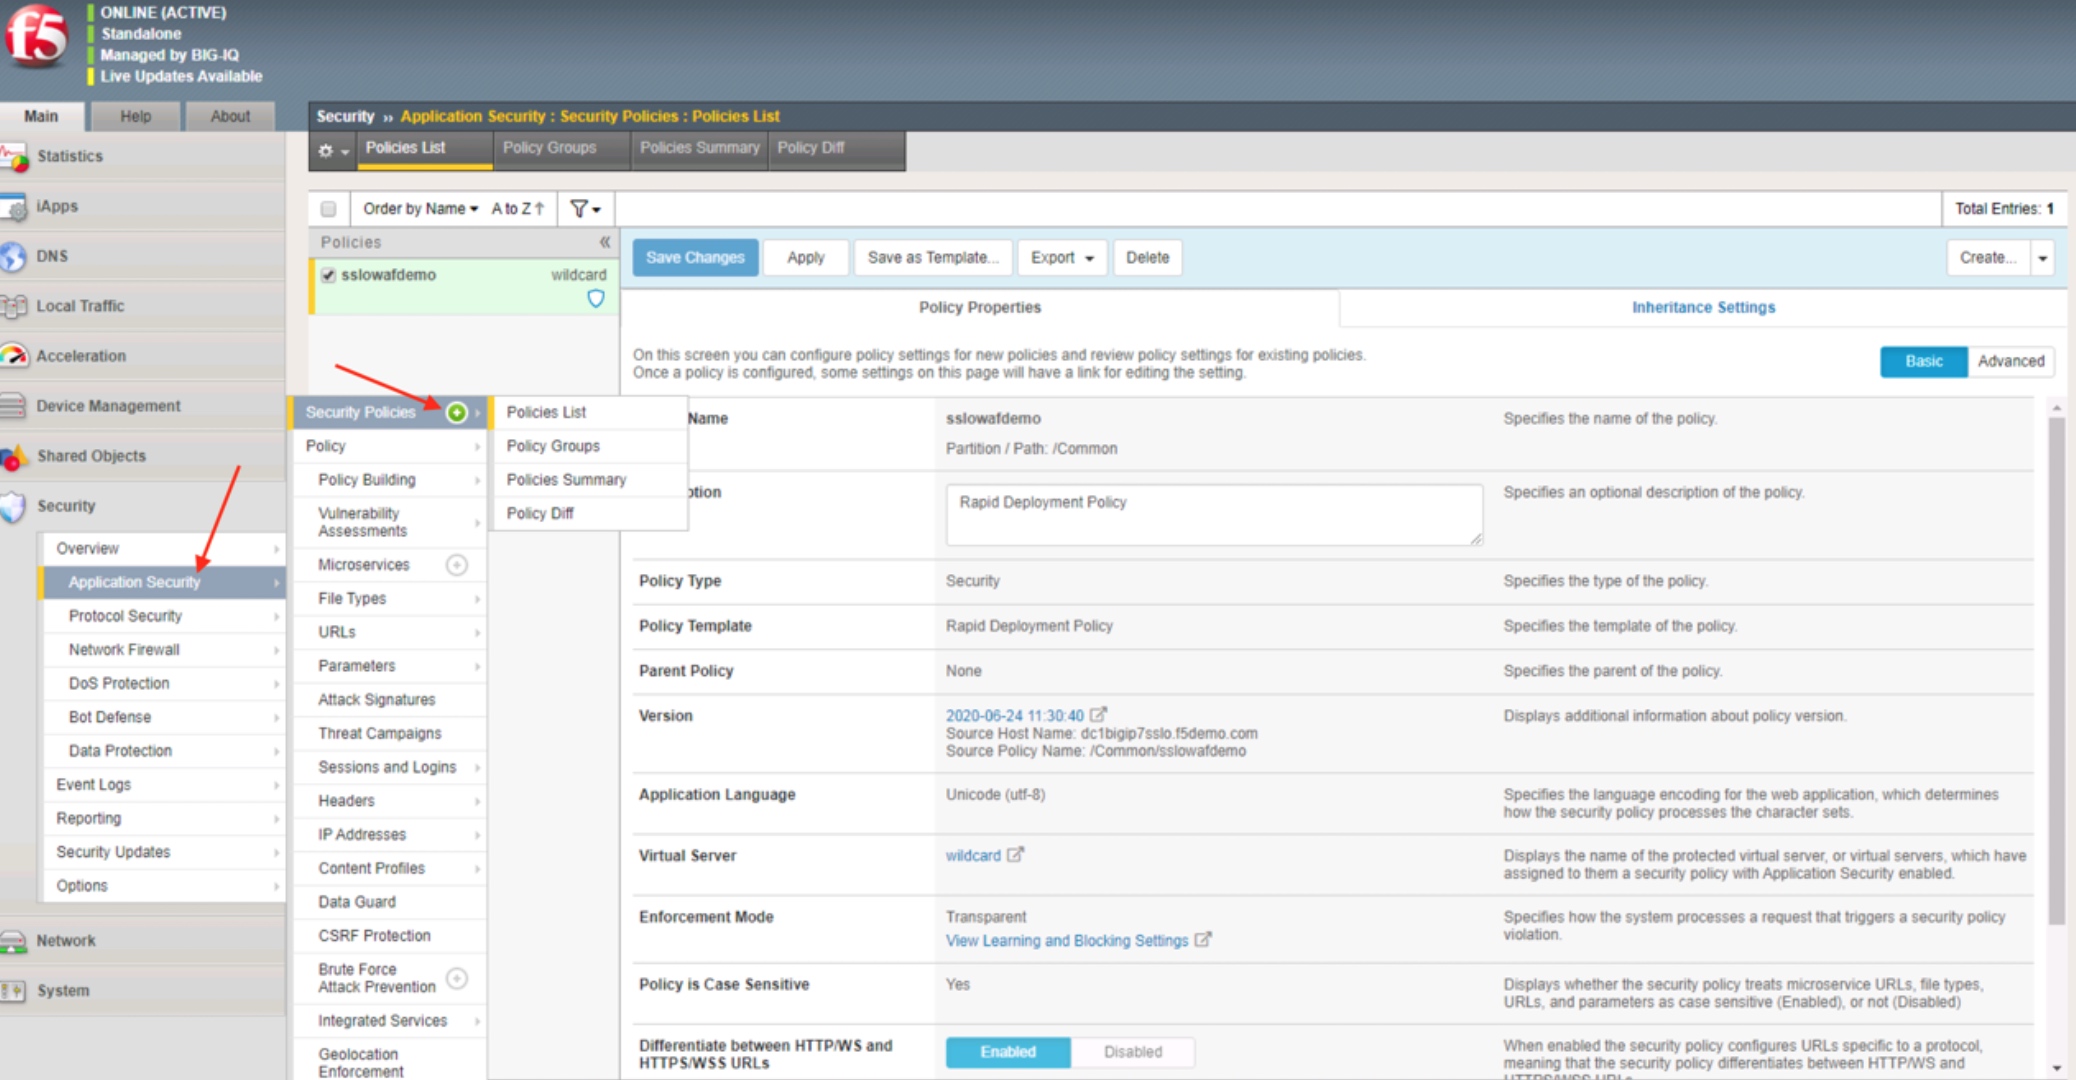 f5
ONLINE (ACTIVE)
Standalone
Managed by BIG-IQ
Live Updates Available
Main
Help
About
Security ›› Application Security : Security Policies : Policies List
Policies List
Policy Groups
Policies Summary
Policy Diff
Statistics
iApps
DNS
Local Traffic
Acceleration
Device Management
Shared Objects
Security
Overview
Application Security
Protocol Security
Network Firewall
DoS Protection
Bot Defense
Data Protection
Event Logs
Reporting
Security Updates
Options
Network
System
Order by Name
A to Z
Total Entries: 1
Policies
«
sslowafdemo
wildcard
Security Policies
Policy
Policy Building
Vulnerability
Assessments
Microservices
File Types
URLs
Parameters
Attack Signatures
Threat Campaigns
Sessions and Logins
Headers
IP Addresses
Content Profiles
Data Guard
CSRF Protection
Brute Force
Attack Prevention
Integrated Services
Geolocation
Enforcement
Policies List
Policy Groups
Policies Summary
Policy Diff
Save Changes
Apply
Save as Template...
Export
Delete
Create...
Policy Properties
Inheritance Settings
On this screen you can configure policy settings for new policies and review policy settings for existing policies.
Once a policy is configured, some settings on this page will have a link for editing the setting.
Basic
Advanced
Name
sslowafdemo
Specifies the name of the policy.
Partition / Path: /Common
ption
Rapid Deployment Policy
Specifies an optional description of the policy.
Policy Type
Security
Specifies the type of the policy.
Policy Template
Rapid Deployment Policy
Specifies the template of the policy.
Parent Policy
None
Specifies the parent of the policy.
Version
2020-06-24 11:30:40
Source Host Name: dc1bigip7sslo.f5demo.com
Source Policy Name: /Common/sslowafdemo
Displays additional information about policy version.
Application Language
Unicode (utf-8)
Specifies the language encoding for the web application, which determines
how the security policy processes the character sets.
Virtual Server
wildcard
Displays the name of the protected virtual server, or virtual servers, which have
assigned to them a security policy with Application Security enabled.
Enforcement Mode
Transparent
View Learning and Blocking Settings
Specifies how the system processes a request that triggers a security policy
violation.
Policy is Case Sensitive
Yes
Displays whether the security policy treats microservice URLs, file types,
URLs, and parameters as case sensitive (Enabled), or not (Disabled)
Differentiate between HTTP/WS and
HTTPS/WSS URLs
Enabled
Disabled
When enabled the security policy configures URLs specific to a protocol,
meaning that the security policy differentiates between HTTP/WS and
HTTPS/WSS URLs